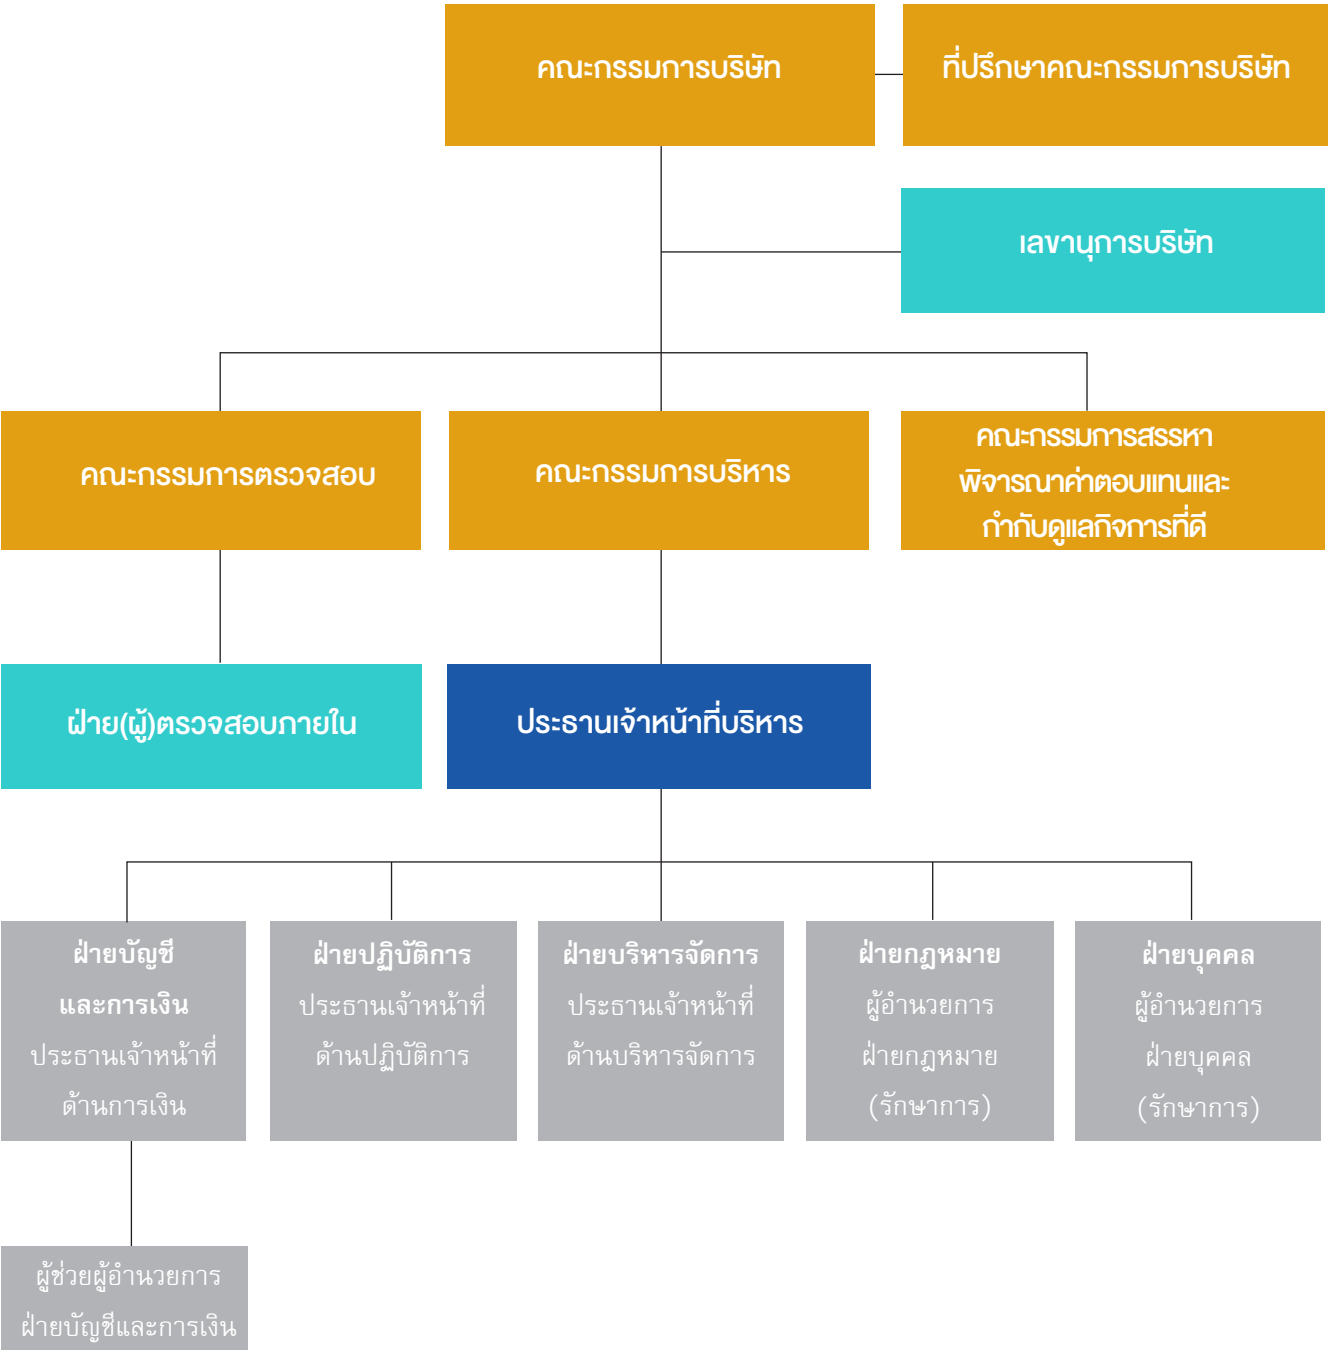 คณะกรรมการบริษัท
ที่ปรึกษาคณะกรรมการบริษัท
เลขานุการบริษัท
คณะกรรมการตรวจสอบ
คณะกรรมการบริหาร
คณะกรรมการสรรหา
พิจารณาค่าตอบแทนและ
กำกับดูแลกิจการที่ดี
ฝ่าย(ผู้)ตรวจสอบภายใน
ประธานเจ้าหน้าที่บริหาร
ฝ่ายบัญชี
และการเงิน
ประธานเจ้าหน้าที่
ด้านการเงิน
ฝ่ายปฏิบัติการ
ประธานเจ้าหน้าที่
ด้านปฏิบัติการ
ฝ่ายบริหารจัดการ
ประธานเจ้าหน้าที่
ด้านบริหารจัดการ
ฝ่ายกฎหมาย
ผู้อำนวยการ
ฝ่ายกฎหมาย
(รักษาการ)
ฝ่ายบุคคล
ผู้อำนวยการ
ฝ่ายบุคคล
(รักษาการ)
ผู้ช่วยผู้อำนวยการ
ฝ่ายบัญชีและการเงิน